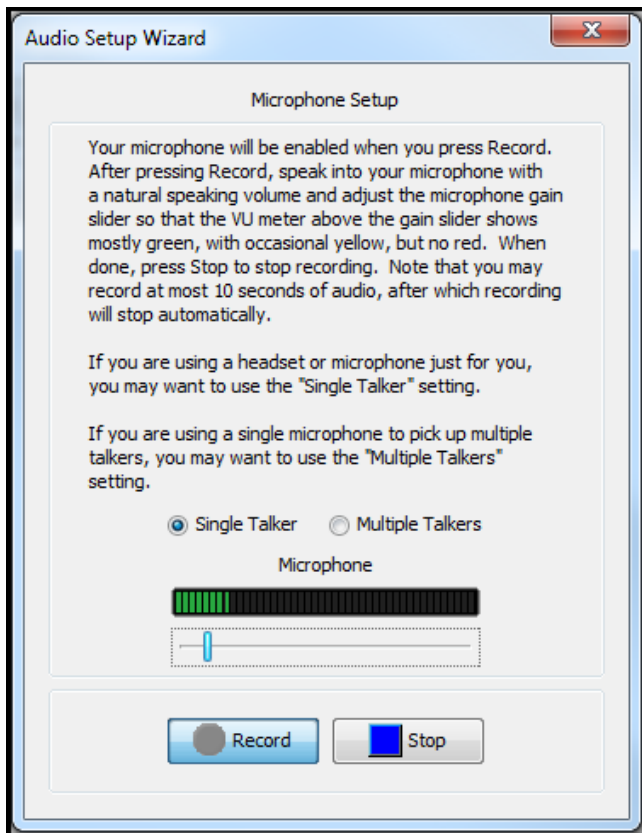 Audio Setup Wizard
Microphone Setup
Your microphone will be enabled when you press Record.
After pressing Record, speak into your microphone with
a natural speaking volume and adjust the microphone gain
slider so that the VU meter above the gain slider shows
mostly green, with occasional yellow, but no red.  When
done, press Stop to stop recording.  Note that you may
record at most 10 seconds of audio, after which recording
will stop automatically.
If you are using a headset or microphone just for you,
you may want to use the "Single Talker" setting.
If you are using a single microphone to pick up multiple
talkers, you may want to use the "Multiple Talkers"
setting.
Single Talker Multiple Talkers
Microphone
Record Stop